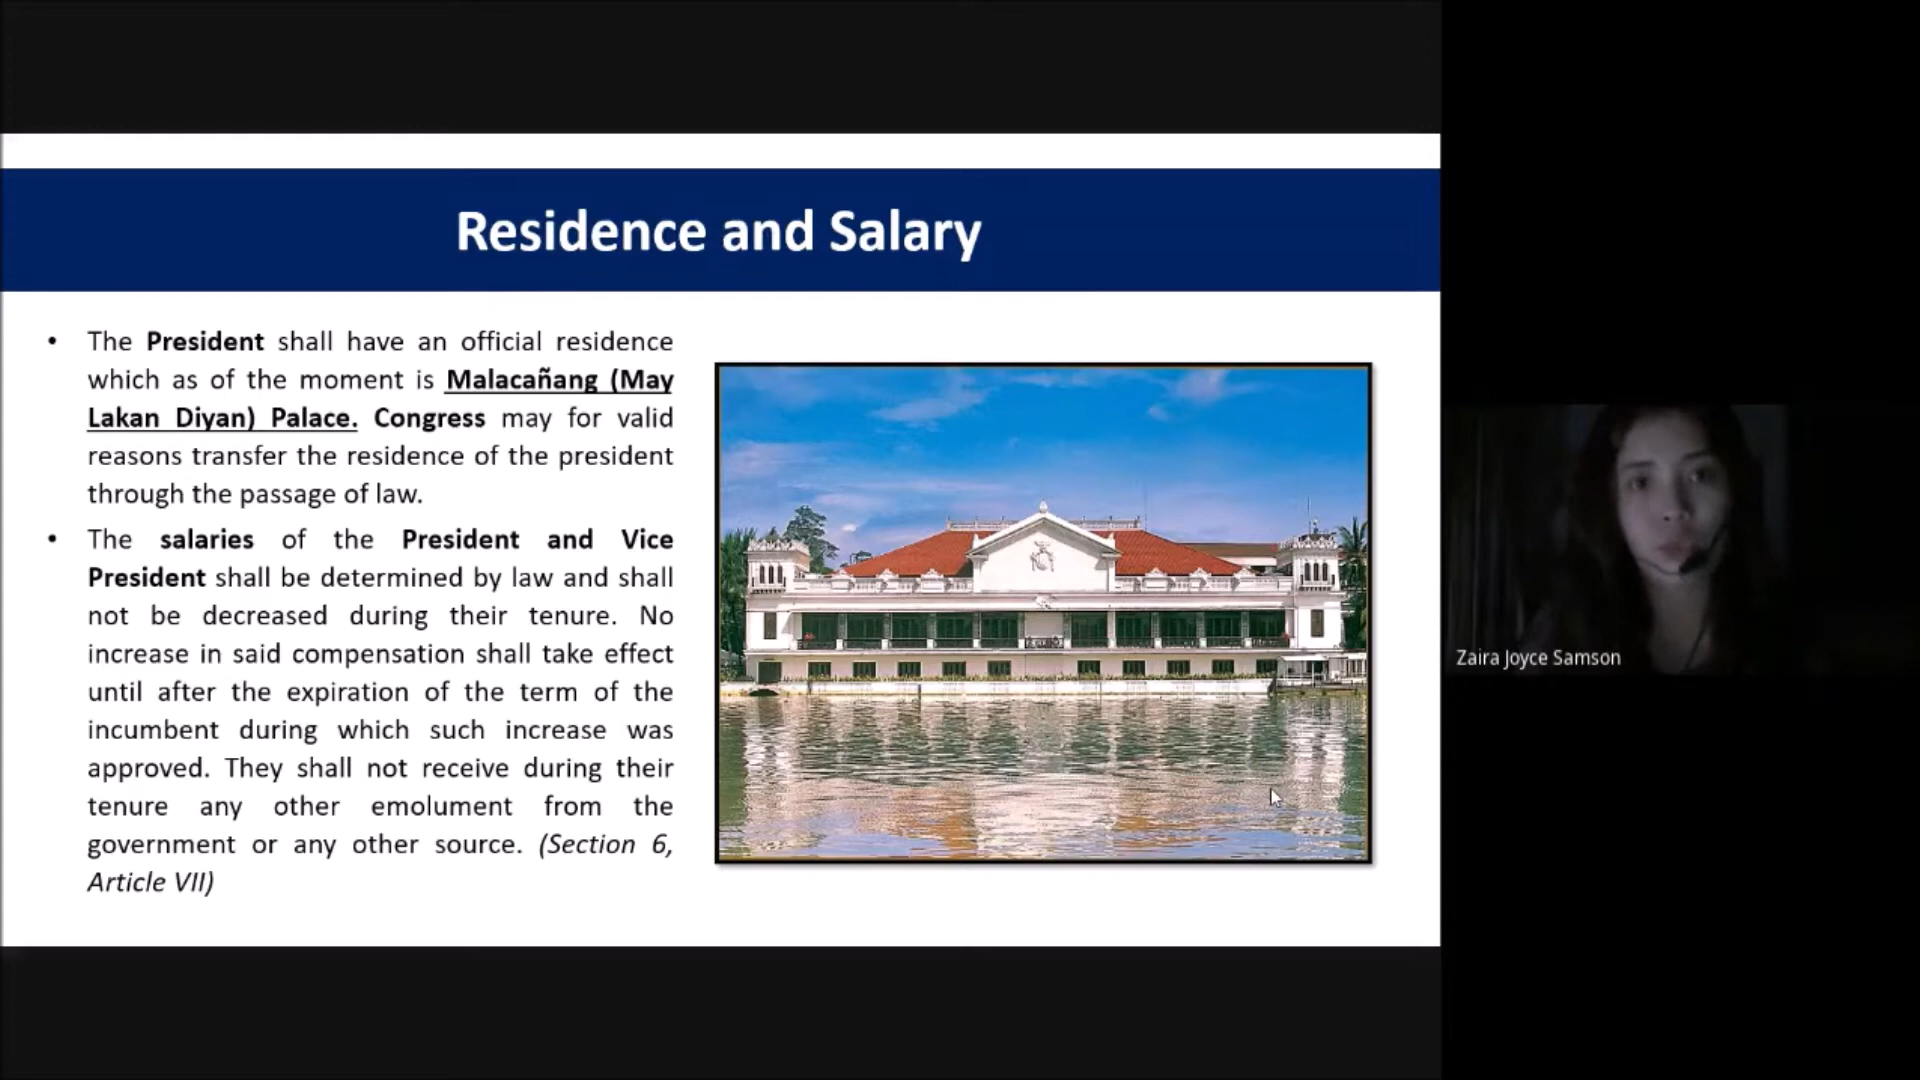 Residence and Salary
• The President shall have an official residence
which as of the moment is Malacañang (May
Lakan Diyan) Palace. Congress may for valid
reasons transfer the residence of the president
through the passage of law.
• The salaries of the President and Vice
President shall be determined by law and shall
not be decreased during their tenure. No
increase in said compensation shall take effect
until after the expiration of the term of the
incumbent during which such increase was
approved. They shall not receive during their
tenure any other emolument from the
government or any other source. (Section 6,
Article VII)
Zaira Joyce Samson